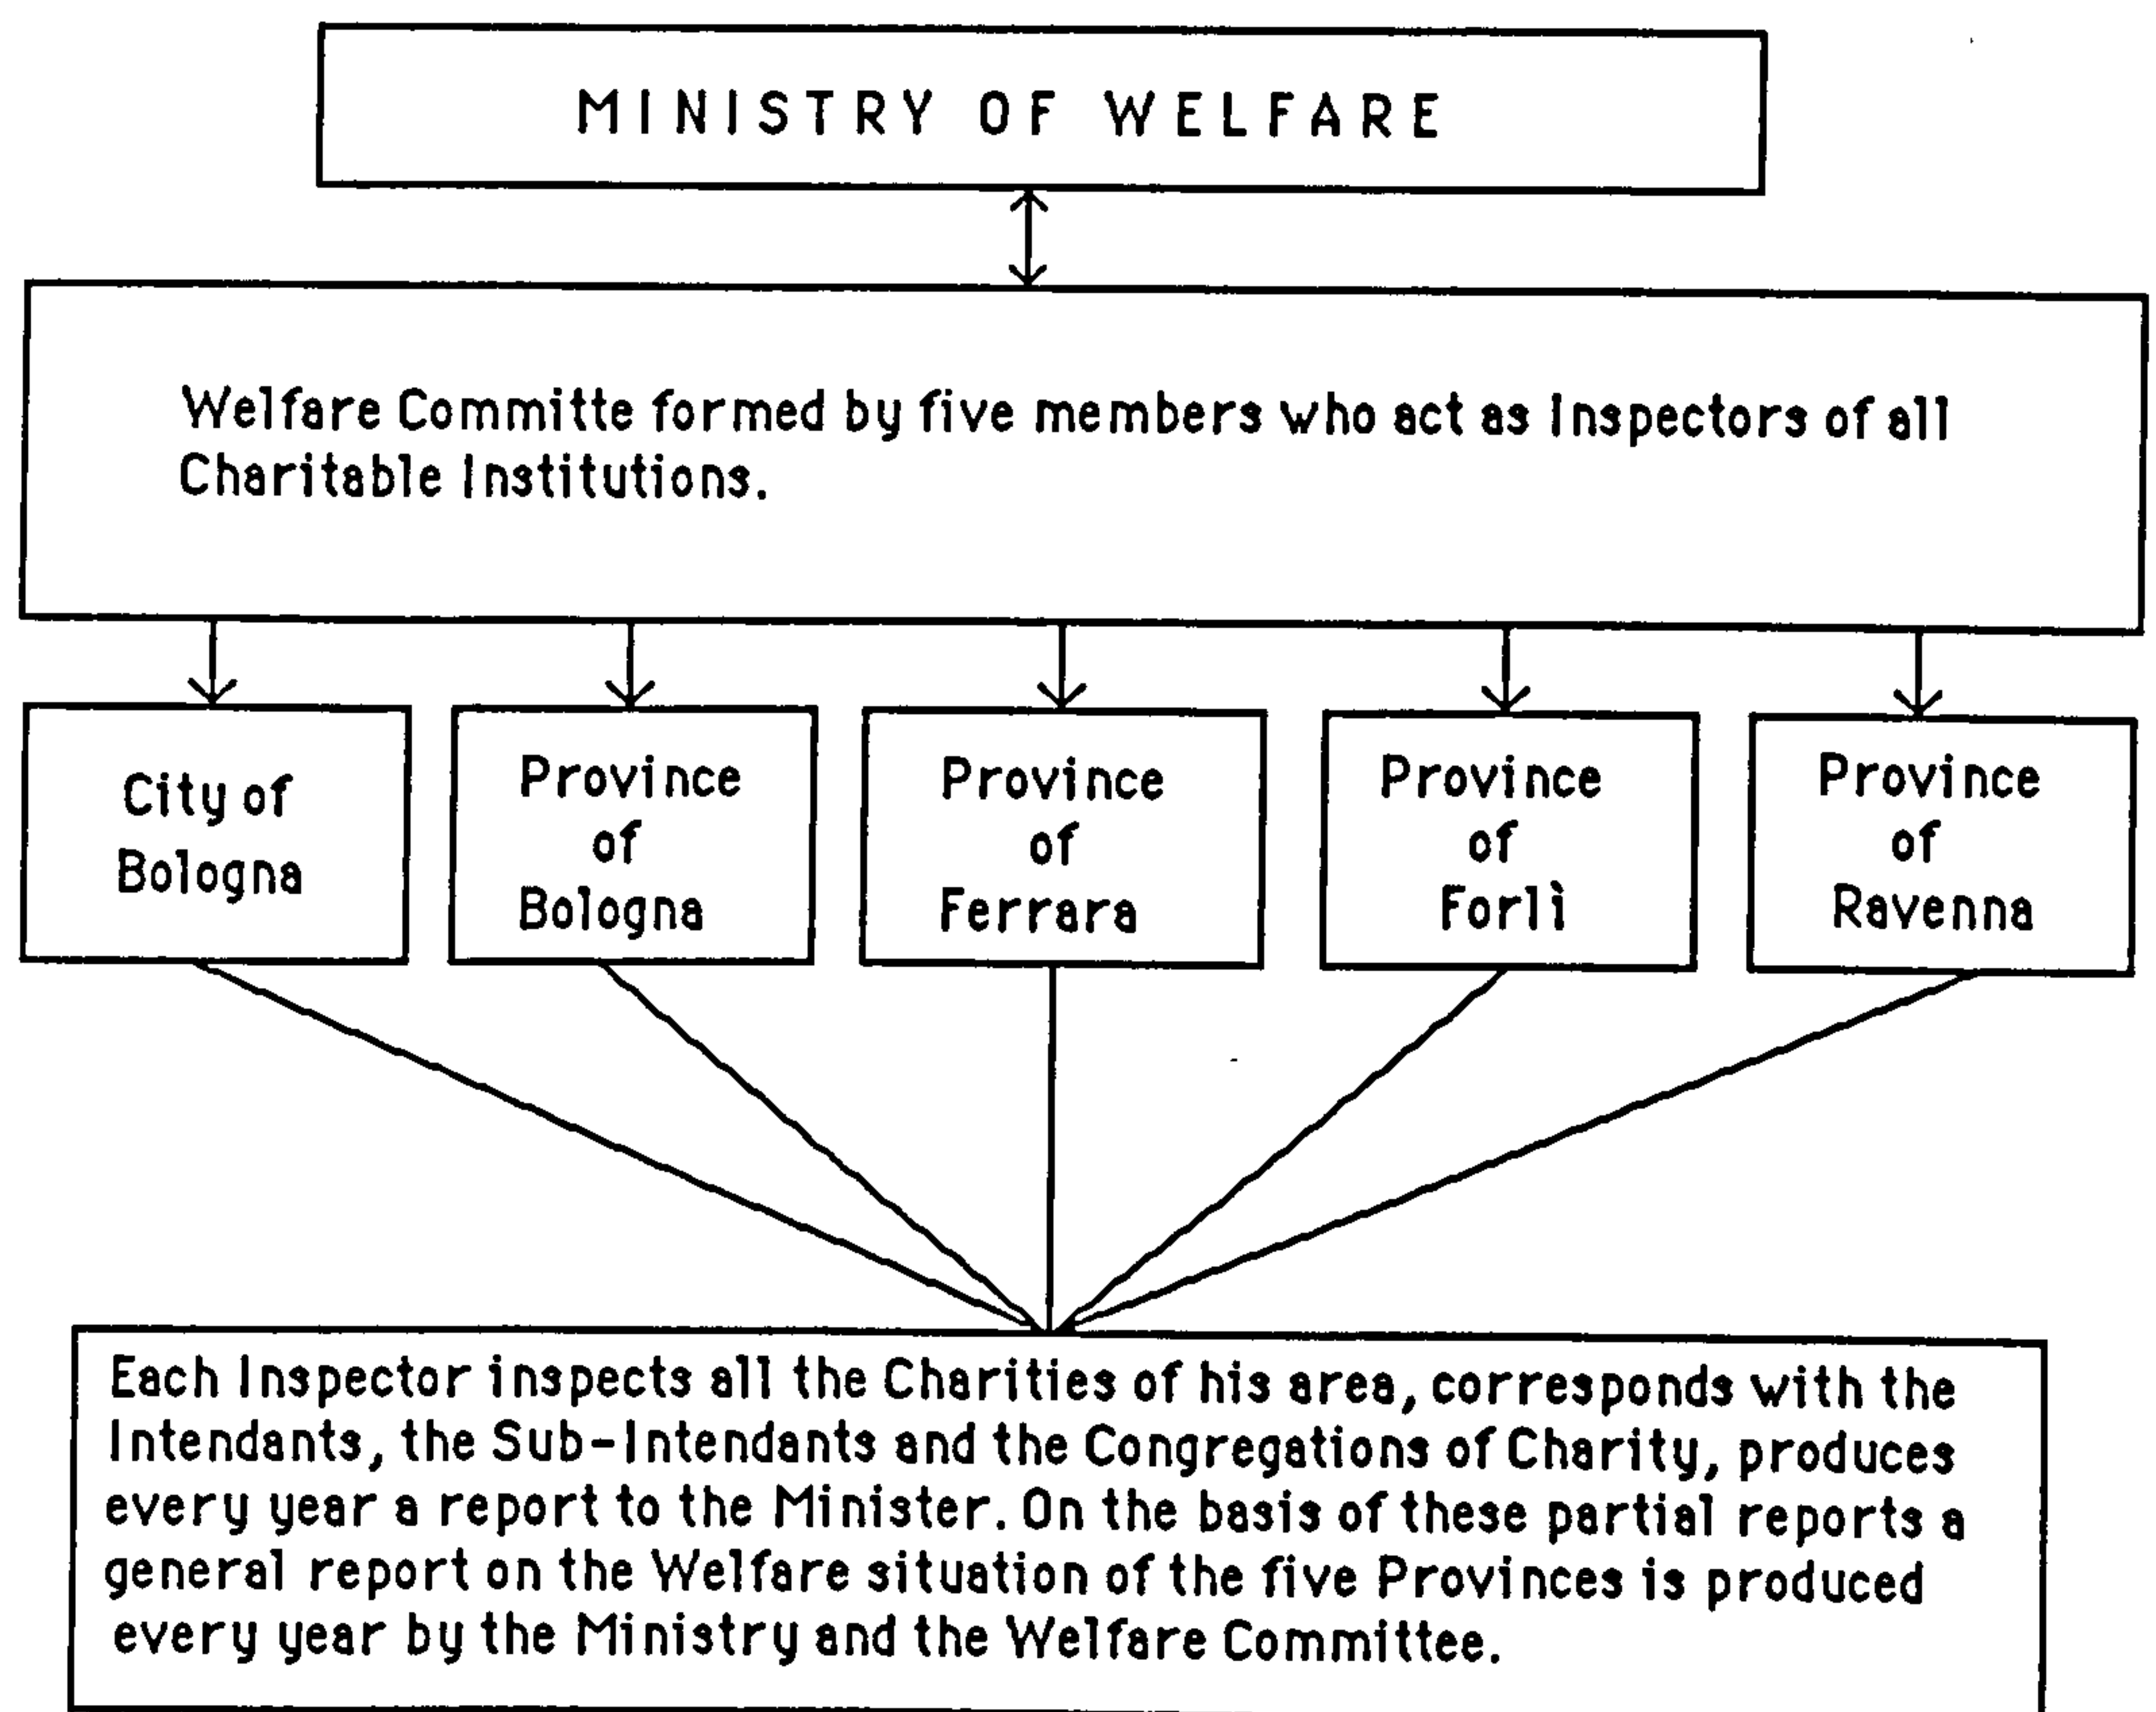 MINISTRY OF WELFARE
Welfare Committe formed by five members who act as Inspectors of all
Charitable Institutions.
City of
Bologna
Province
of
Bologna
Province
of
Ferrara
Province
of
Forlì
Province
of
Ravenna
Each Inspector inspects all the Charities of his area, corresponds with the
Intendants, the Sub-Intendants and the Congregations of Charity, produces
every year a report to the Minister. On the basis of these partial reports a
general report on the Welfare situation of the five Provinces is produced
every year by the Ministry and the Welfare Committee.